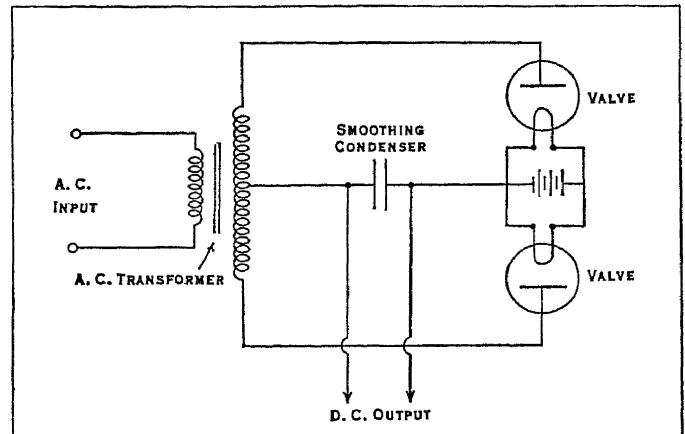 VALVE
SMOOTHING
CONDENSER
A. C.
INPUT
A. C. TRANSFORMER
VALVE
D. C. OUTPUT